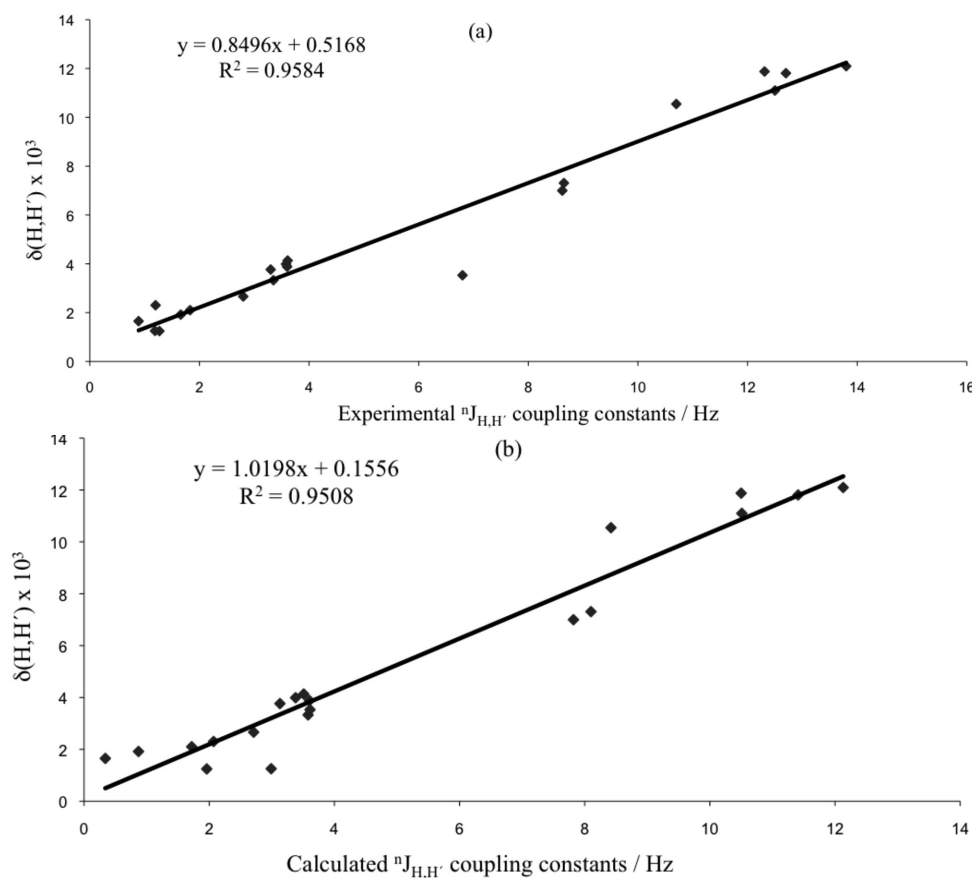 (a)
y = 0.8496x + 0.5168
R² = 0.9584
14
12
10
8
6
4
2
0
δ(H,H´) x 10³
0 2 4 6 8 10 12 14 16
Experimental ⁿJH,H´ coupling constants / Hz
(b)
y = 1.0198x + 0.1556
R² = 0.9508
14
12
10
8
6
4
2
0
δ(H,H´) x 10³
0 2 4 6 8 10 12 14
Calculated ⁿJH,H´ coupling constants / Hz